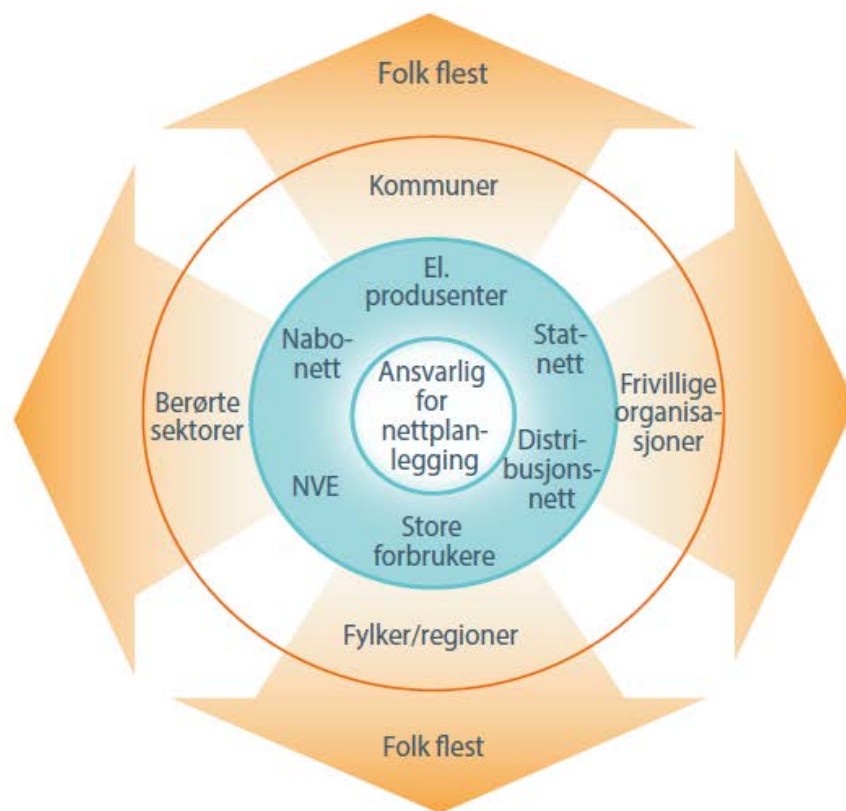 Folk flest
Kommuner
El.
produsenter
Nabo-
nett
Stat-
nett
Ansvarlig
for
nettplan-
legging
Berørte
sektorer
Frivillige
organisa-
sjoner
Distri-
busjons-
nett
NVE
Store
forbrukere
Fylker/regioner
Folk flest